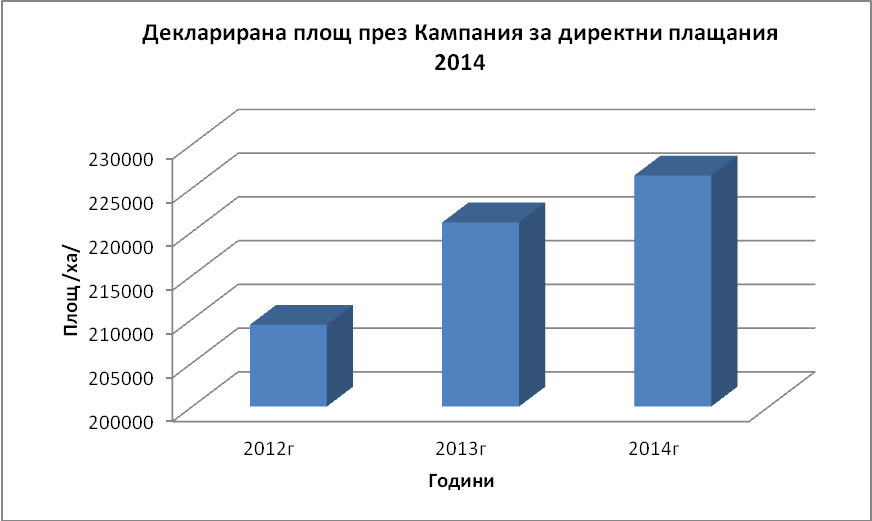 Декларирана площ през Кампания за директни плащания
2014
230000
225000
220000
215000
210000
205000
200000
Площ /ха/
2012г
2013г
2014г
Години